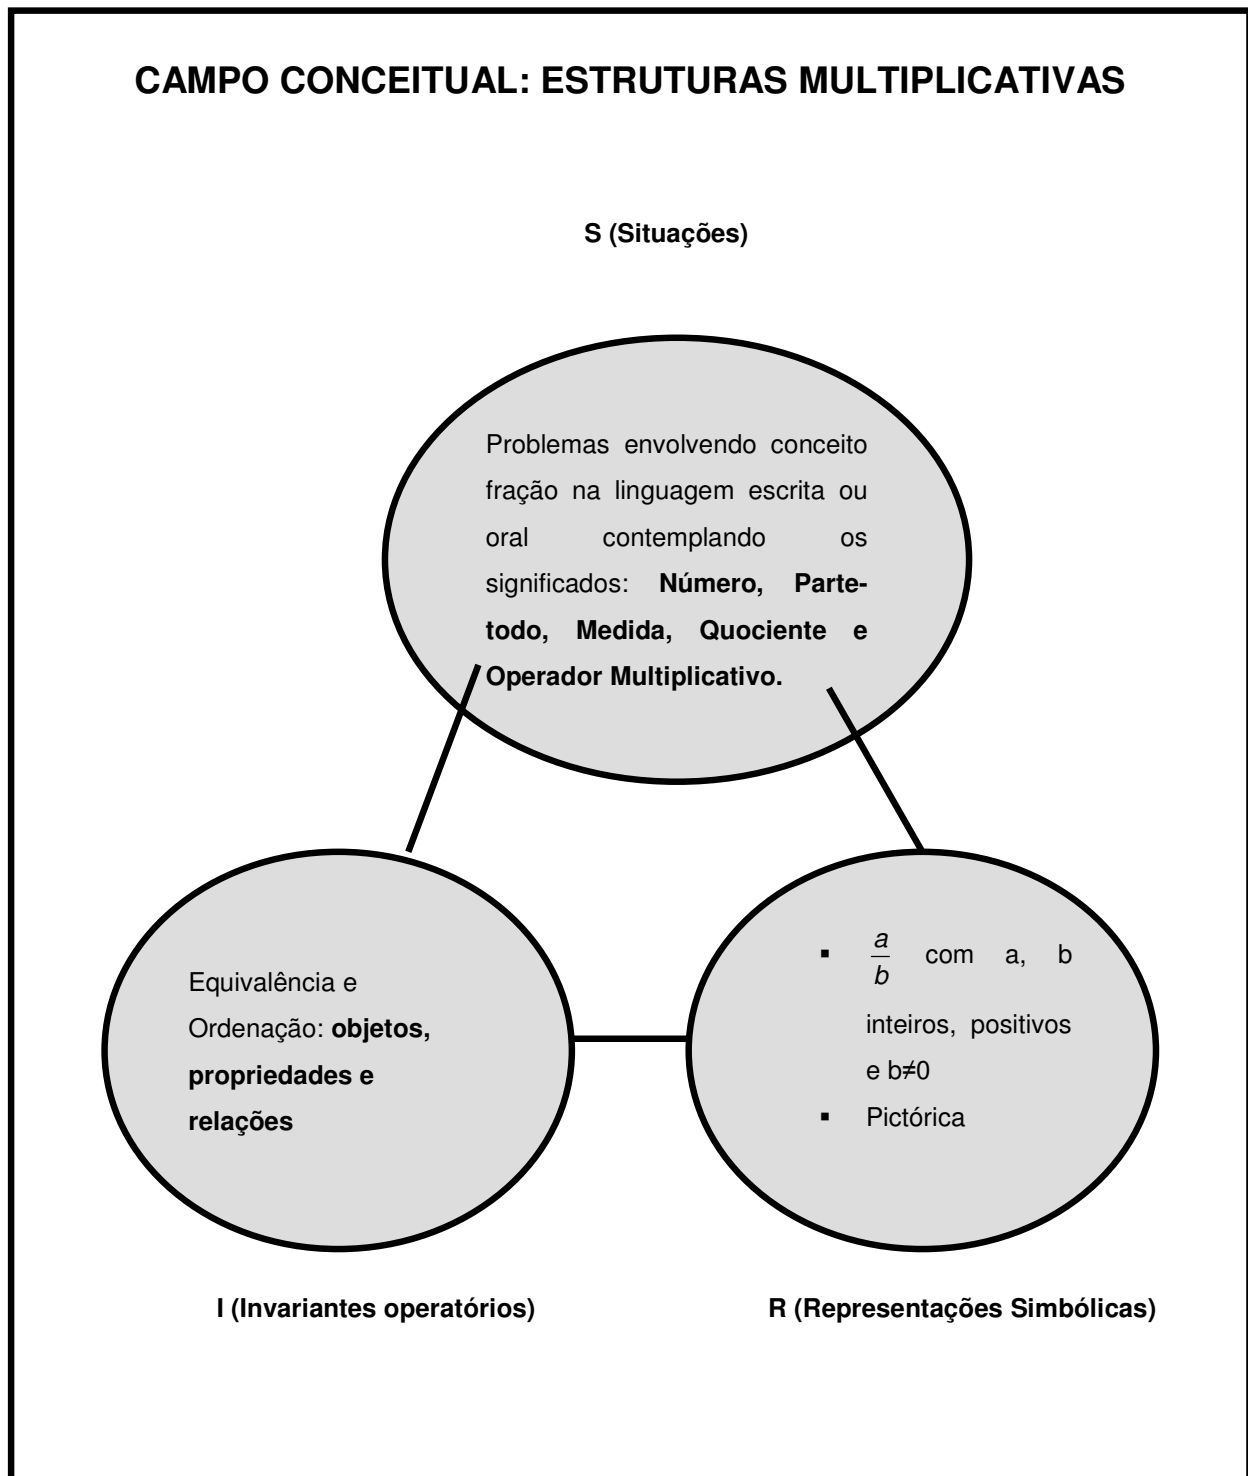 CAMPO CONCEITUAL: ESTRUTURAS MULTIPLICATIVAS
S (Situações)
Problemas envolvendo conceito
fração na linguagem escrita ou
oral contemplando os
significados: Número, Parte-
todo, Medida, Quociente e
Operador Multiplicativo.
Equivalência e
Ordenação: objetos,
propriedades e
relações
▪ a/b com a, b
inteiros, positivos
e b≠0
▪ Pictórica
I (Invariantes operatórios)
R (Representações Simbólicas)